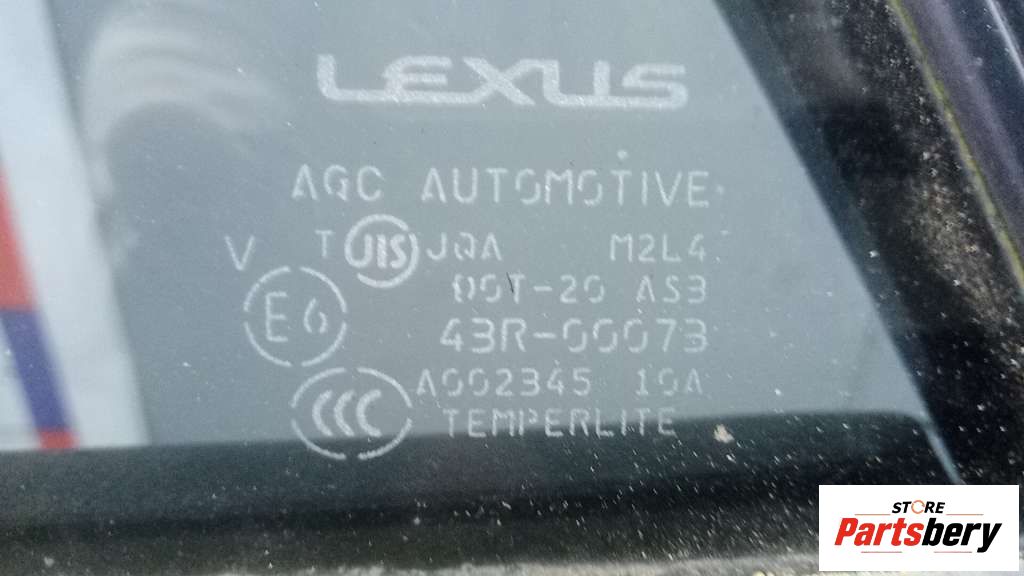 LEXUS
AGC AUTOMOTIVE
V T JIS JQA M2L4
DOT-20 AS3
E6 43R-00073
CCC A002345 10A
TEMPERLITE
STORE
Partsbery